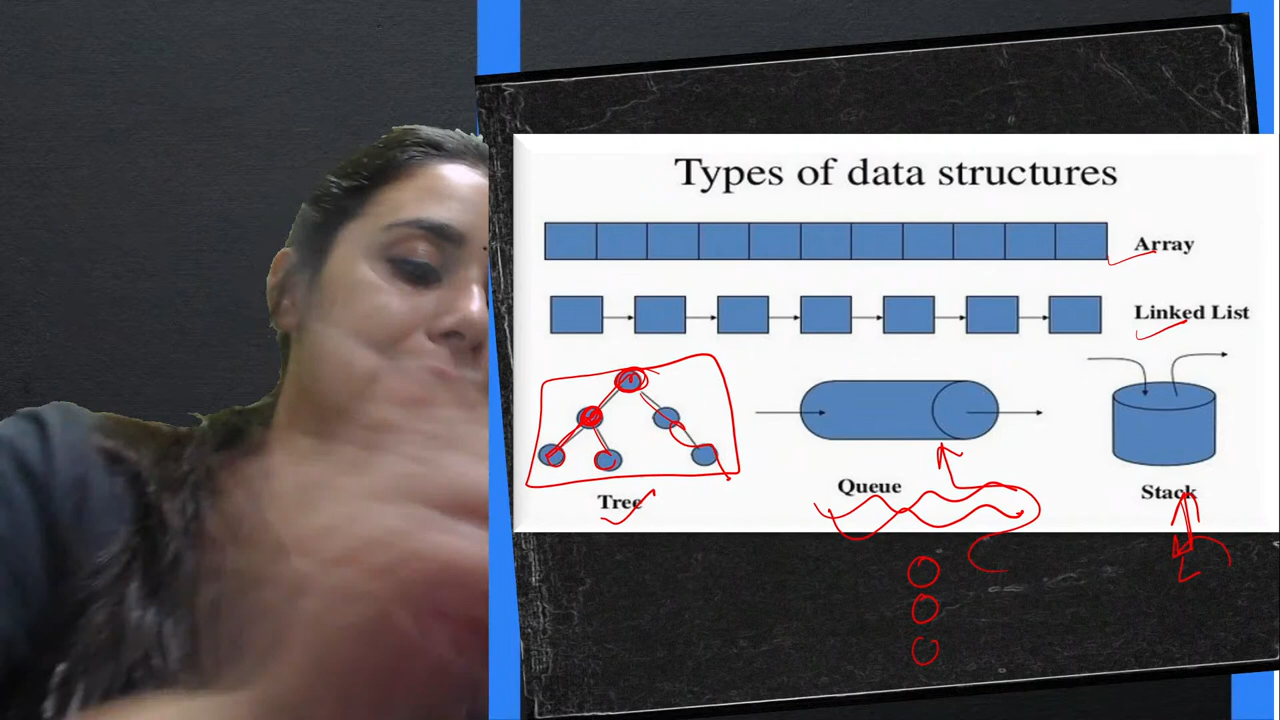 Types of data structures
Array
Linked List
Tree
Queue
Stack